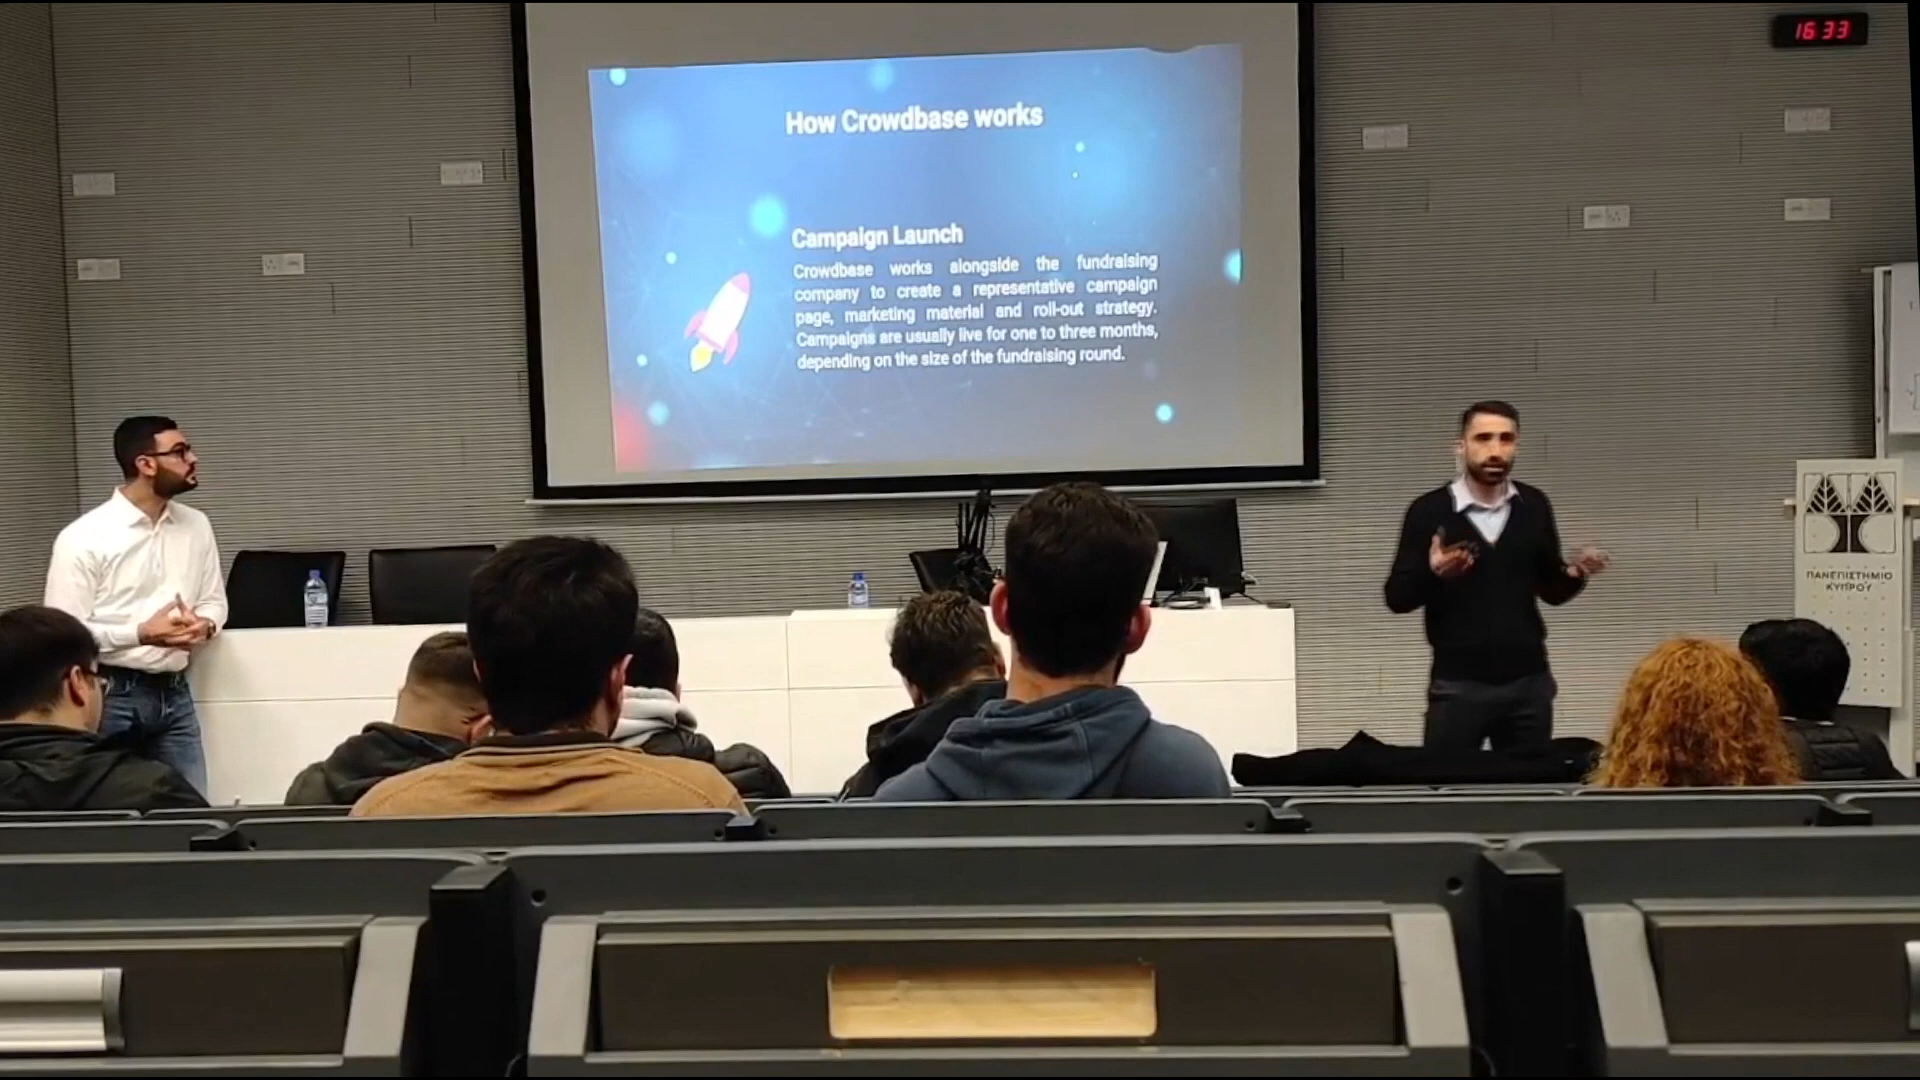 16 33
How Crowdbase works
Campaign Launch
Crowdbase works alongside the fundraising
company to create a representative campaign
page, marketing material and roll-out strategy.
Campaigns are usually live for one to three months,
depending on the size of the fundraising round.
ΠΑΝΕΠΙΣΤΗΜΙΟ
ΚΥΠΡΟΥ